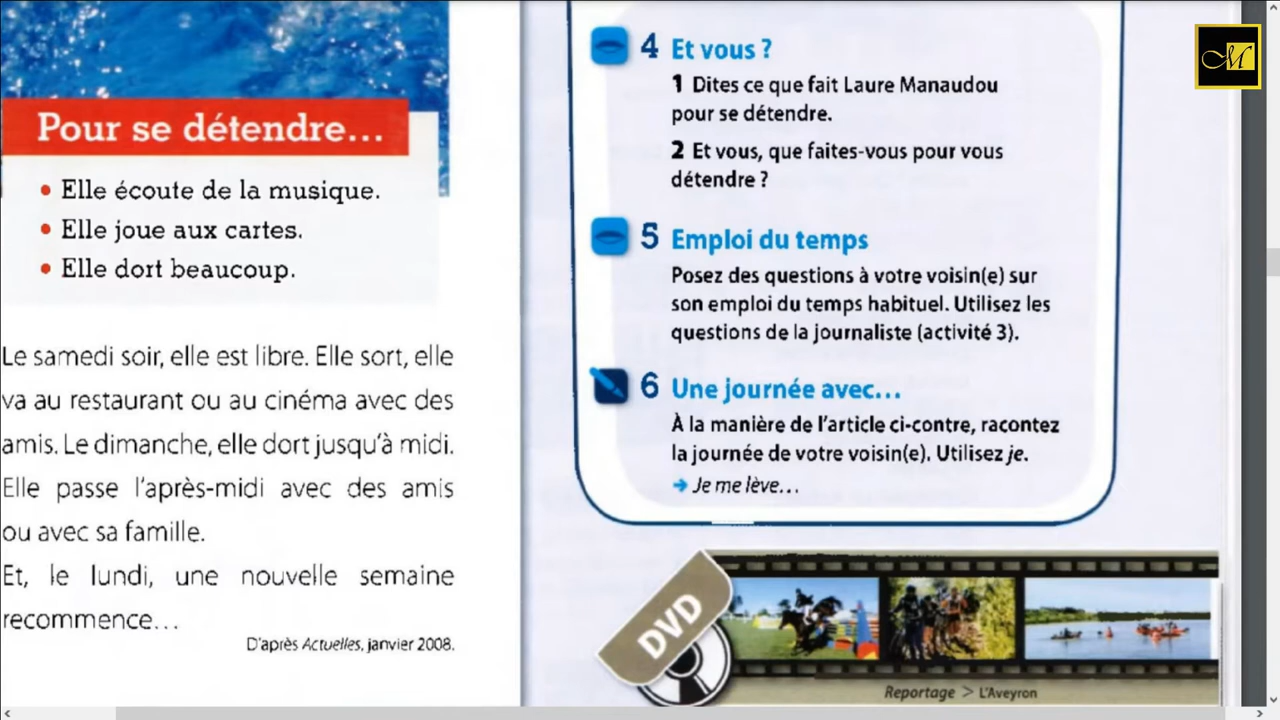 Pour se détendre...
• Elle écoute de la musique.
• Elle joue aux cartes.
• Elle dort beaucoup.
Le samedi soir, elle est libre. Elle sort, elle
va au restaurant ou au cinéma avec des
amis. Le dimanche, elle dort jusqu'à midi.
Elle passe l'après-midi avec des amis
ou avec sa famille.
Et, le lundi, une nouvelle semaine
recommence...
D'après Actuelles, janvier 2008.
4 Et vous ?
1 Dites ce que fait Laure Manaudou
pour se détendre.
2 Et vous, que faites-vous pour vous
détendre ?
5 Emploi du temps
Posez des questions à votre voisin(e) sur
son emploi du temps habituel. Utilisez les
questions de la journaliste (activité 3).
6 Une journée avec...
À la manière de l'article ci-contre, racontez
la journée de votre voisin(e). Utilisez je.
→ Je me lève...
DVD
Reportage > L'Aveyron
M